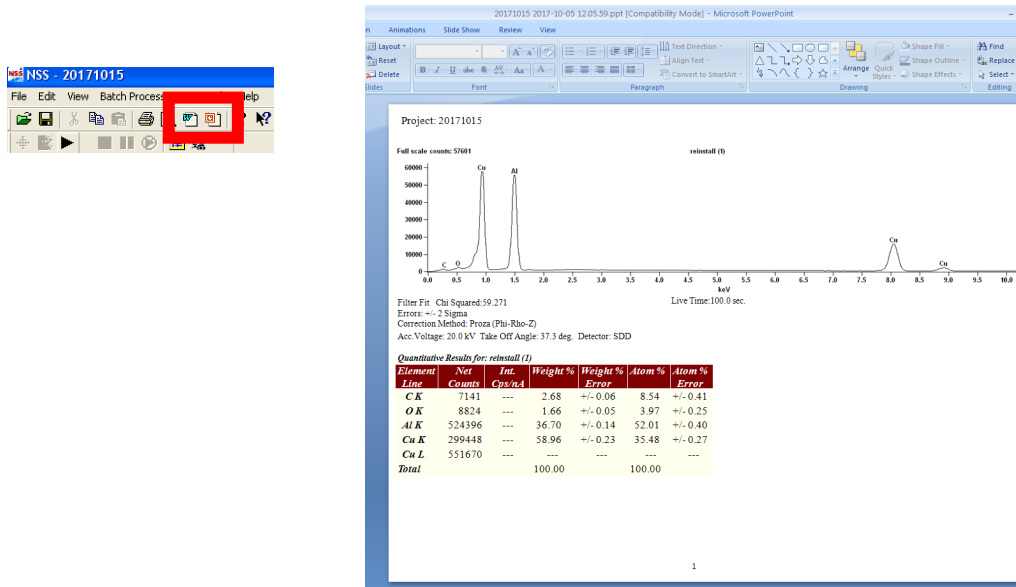 NSS - 20171015
File Edit View Batch Process elp
20171015 2017-10-05 12.05.59.ppt [Compatibility Mode] - Microsoft PowerPoint
n Animations Slide Show Review View
Layout
Reset
Delete
Slides
B I U abe S AV Aa A
Font
Text Direction
Align Text
Convert to SmartArt
Paragraph
Arrange
Quick
Styles
Shape Fill
Shape Outline
Shape Effects
Drawing
Find
Replace
Select
Editing
Project: 20171015
Full scale counts: 57601 reinstall (1)
60000
50000
40000
30000
20000
10000
0
C O Cu Al Cu Cu
0.0 0.5 1.0 1.5 2.0 2.5 3.0 3.5 4.0 4.5 5.0 5.5 6.0 6.5 7.0 7.5 8.0 8.5 9.0 9.5 10.0
keV
Filter Fit Chi Squared:59.271 Live Time:100.0 sec.
Errors: +/- 2 Sigma
Correction Method: Proza (Phi-Rho-Z)
Acc.Voltage: 20.0 kV Take Off Angle: 37.3 deg. Detector: SDD
Quantitative Results for: reinstall (1)
Element Net Int. Weight % Weight % Atom % Atom %
Line Counts Cps/nA Error Error
C K 7141 --- 2.68 +/- 0.06 8.54 +/- 0.41
O K 8824 --- 1.66 +/- 0.05 3.97 +/- 0.25
Al K 524396 --- 36.70 +/- 0.14 52.01 +/- 0.40
Cu K 299448 --- 58.96 +/- 0.23 35.48 +/- 0.27
Cu L 551670 --- --- --- --- ---
Total 100.00 100.00
1